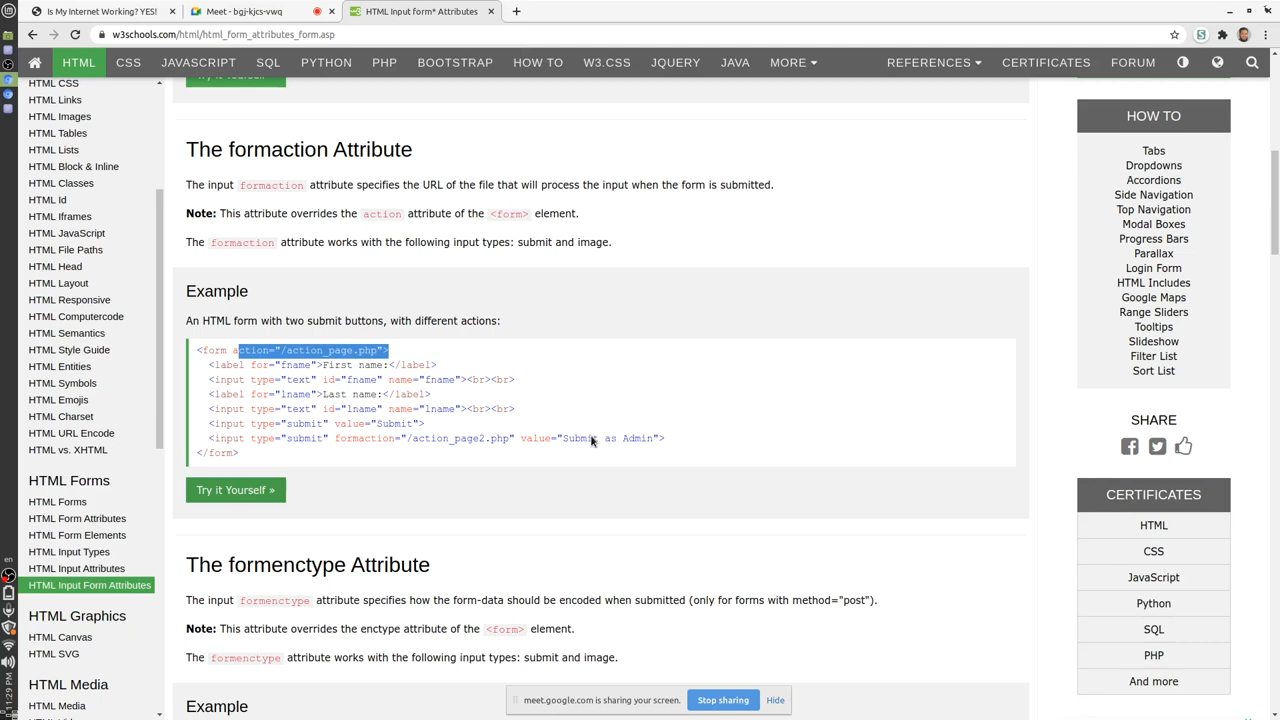 Is My Internet Working? YES!
Meet - bgj-kjcs-vwq
HTML Input form* Attributes
w3schools.com/html/html_form_attributes_form.asp
HTML CSS JAVASCRIPT SQL PYTHON PHP BOOTSTRAP HOW TO W3.CSS JQUERY JAVA MORE REFERENCES CERTIFICATES FORUM
HTML CSS
HTML Links
HTML Images
HTML Tables
HTML Lists
HTML Block & Inline
HTML Classes
HTML Id
HTML Iframes
HTML JavaScript
HTML File Paths
HTML Head
HTML Layout
HTML Responsive
HTML Computercode
HTML Semantics
HTML Style Guide
HTML Entities
HTML Symbols
HTML Emojis
HTML Charset
HTML URL Encode
HTML vs. XHTML
HTML Forms
HTML Forms
HTML Form Attributes
HTML Form Elements
HTML Input Types
HTML Input Attributes
HTML Input Form Attributes
HTML Graphics
HTML Canvas
HTML SVG
HTML Media
HTML Media
The formaction Attribute
The input formaction attribute specifies the URL of the file that will process the input when the form is submitted.
Note: This attribute overrides the action attribute of the <form> element.
The formaction attribute works with the following input types: submit and image.
Example
An HTML form with two submit buttons, with different actions:
<form action="/action_page.php">
<label for="fname">First name:</label>
<input type="text" id="fname" name="fname"><br><br>
<label for="lname">Last name:</label>
<input type="text" id="lname" name="lname"><br><br>
<input type="submit" value="Submit">
<input type="submit" formaction="/action_page2.php" value="Submit as Admin">
</form>
Try it Yourself »
The formenctype Attribute
The input formenctype attribute specifies how the form-data should be encoded when submitted (only for forms with method="post").
Note: This attribute overrides the enctype attribute of the <form> element.
The formenctype attribute works with the following input types: submit and image.
Example
HOW TO
Tabs
Dropdowns
Accordions
Side Navigation
Top Navigation
Modal Boxes
Progress Bars
Parallax
Login Form
HTML Includes
Google Maps
Range Sliders
Tooltips
Slideshow
Filter List
Sort List
SHARE
CERTIFICATES
HTML
CSS
JavaScript
Python
SQL
PHP
And more
meet.google.com is sharing your screen.
Stop sharing
Hide
en
11:29 PM